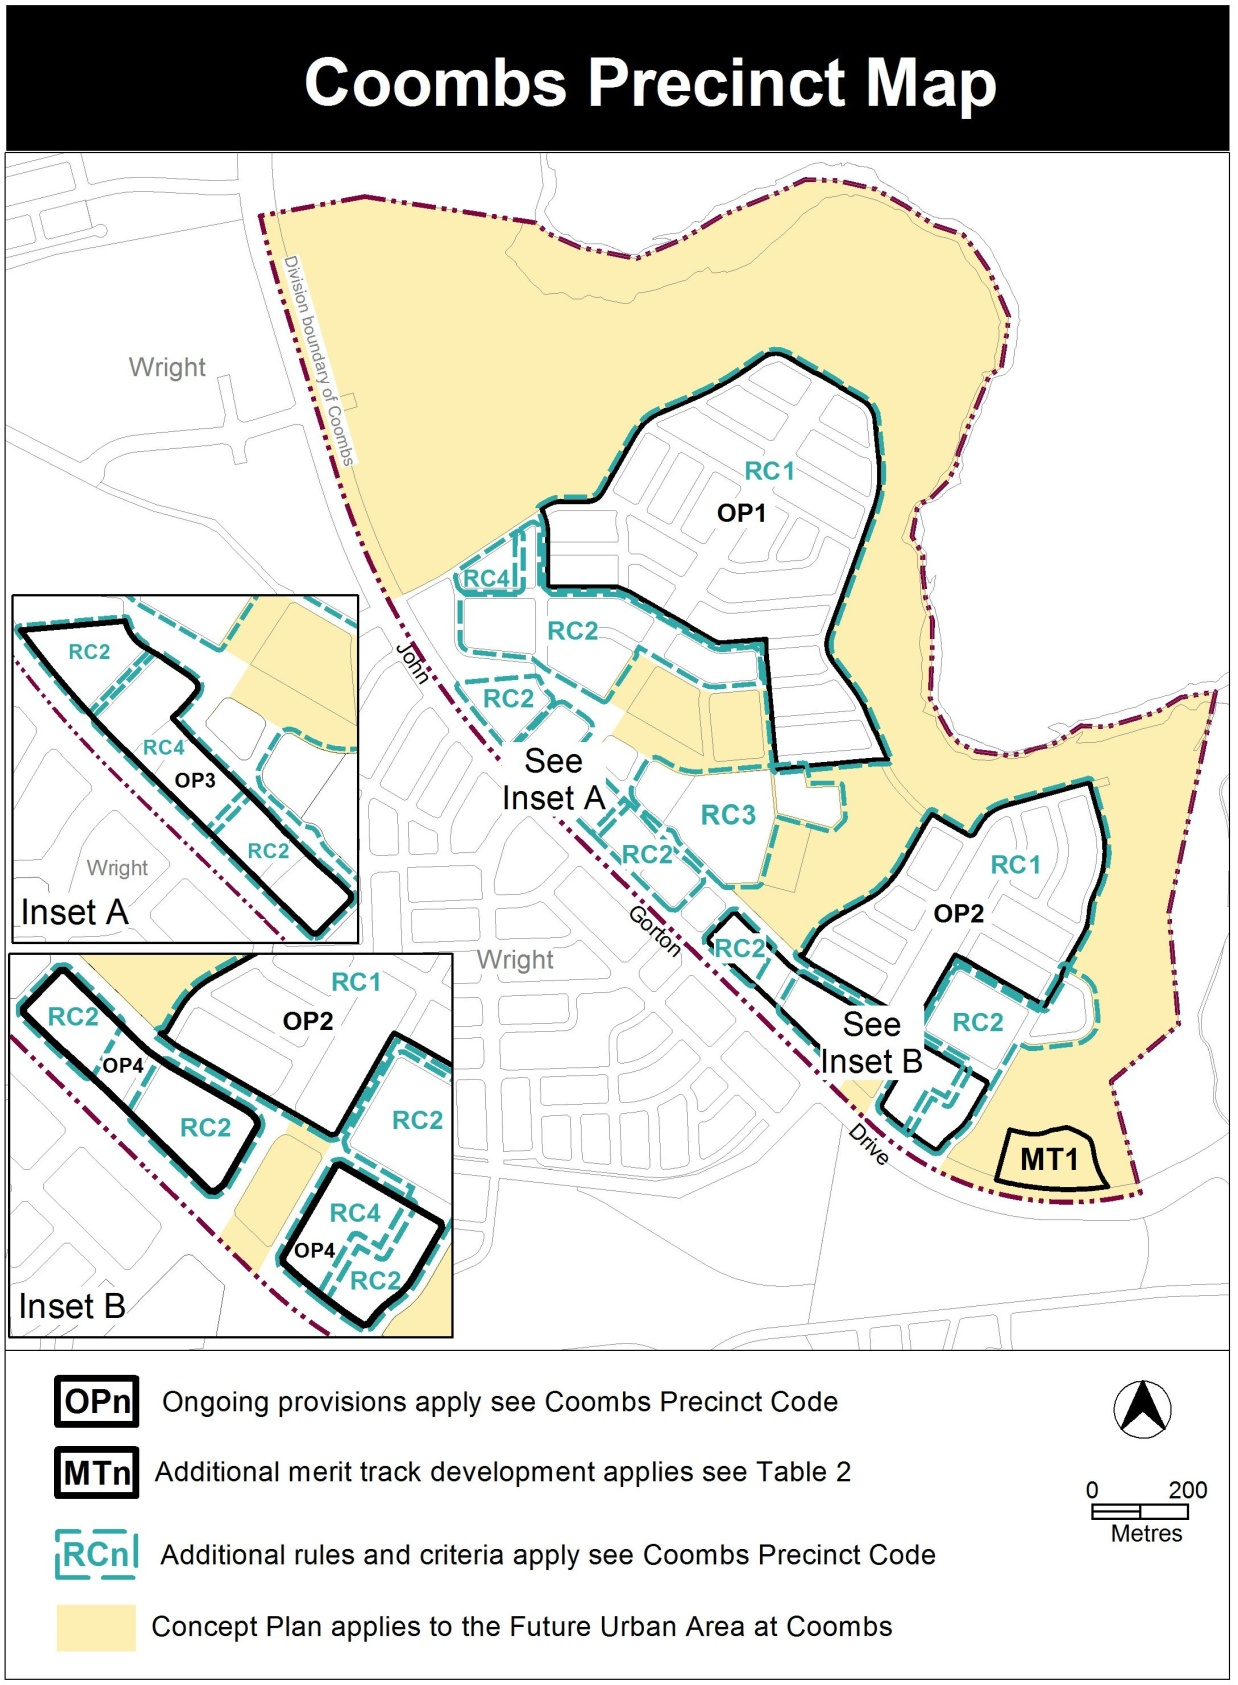 Coombs Precinct Map
Division boundary of Coombs
Wright
RC1
OP1
RC4
RC2
John
RC2
See
Inset A
RC3
RC2
Gorton
RC1
OP2
RC2
See
Inset B
RC2
Drive
MT1
Wright
RC2
RC4
OP3
RC2
Wright
Inset A
RC1
OP2
RC2
OP4
RC2
RC2
RC4
OP4
RC2
Inset B
OPn Ongoing provisions apply see Coombs Precinct Code
MTn Additional merit track development applies see Table 2
RCn Additional rules and criteria apply see Coombs Precinct Code
Concept Plan applies to the Future Urban Area at Coombs
0 200
Metres